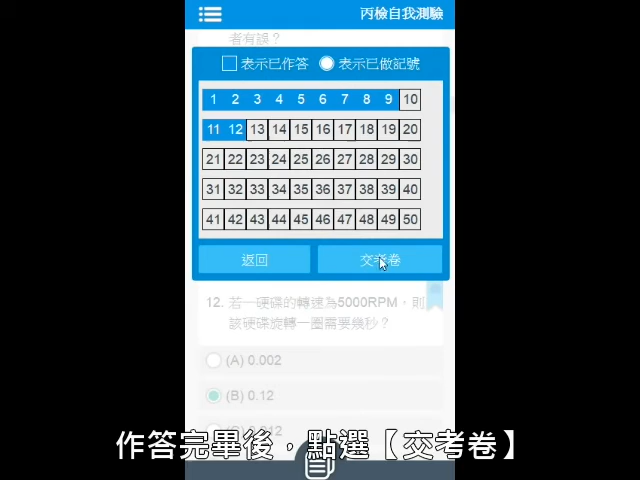 丙檢自我測驗
者有誤？
表示已作答 表示已做記號
1 2 3 4 5 6 7 8 9 10
11 12 13 14 15 16 17 18 19 20
21 22 23 24 25 26 27 28 29 30
31 32 33 34 35 36 37 38 39 40
41 42 43 44 45 46 47 48 49 50
返回 交考卷
12. 若一硬碟的轉速為5000RPM，則
該硬碟旋轉一圈需要幾秒？
(A) 0.002
(B) 0.12
(C) 0.012
作答完畢後，點選【交考卷】